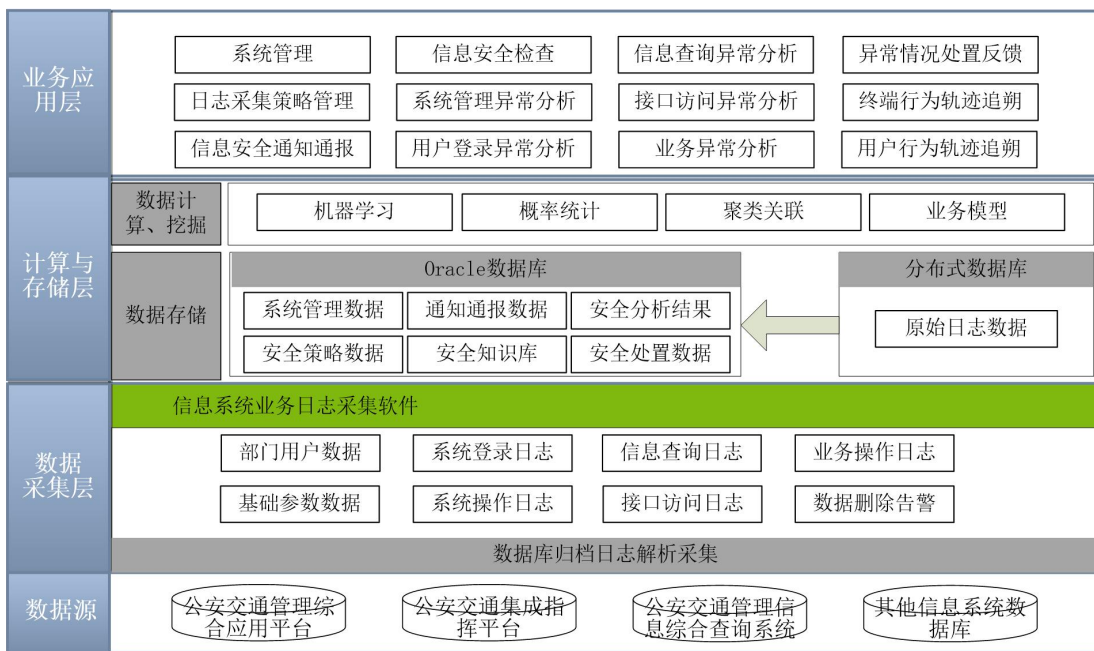 业务应
用层
系统管理
信息安全检查
信息查询异常分析
异常情况处置反馈
日志采集策略管理
系统管理异常分析
接口访问异常分析
终端行为轨迹追朔
信息安全通知通报
用户登录异常分析
业务异常分析
用户行为轨迹追朔
计算与
存储层
数据计
算、挖掘
机器学习
概率统计
聚类关联
业务模型
数据存储
Oracle数据库
系统管理数据
通知通报数据
安全分析结果
安全策略数据
安全知识库
安全处置数据
分布式数据库
原始日志数据
数据
采集层
信息系统业务日志采集软件
部门用户数据
系统登录日志
信息查询日志
业务操作日志
基础参数数据
系统操作日志
接口访问日志
数据删除告警
数据库归档日志解析采集
数据源
公安交通管理综
合应用平台
公安交通集成指
挥平台
公安交通管理信
息综合查询系统
其他信息系统数
据库